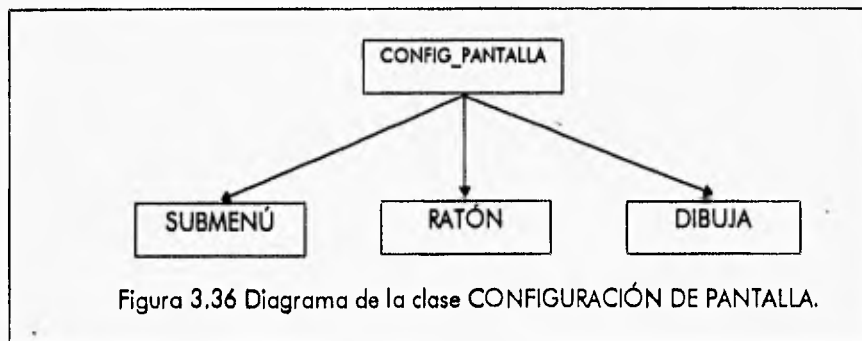 CONFIG_PANTALLA
SUBMENÚ RATÓN DIBUJA
Figura 3.36 Diagrama de la clase CONFIGURACIÓN DE PANTALLA.